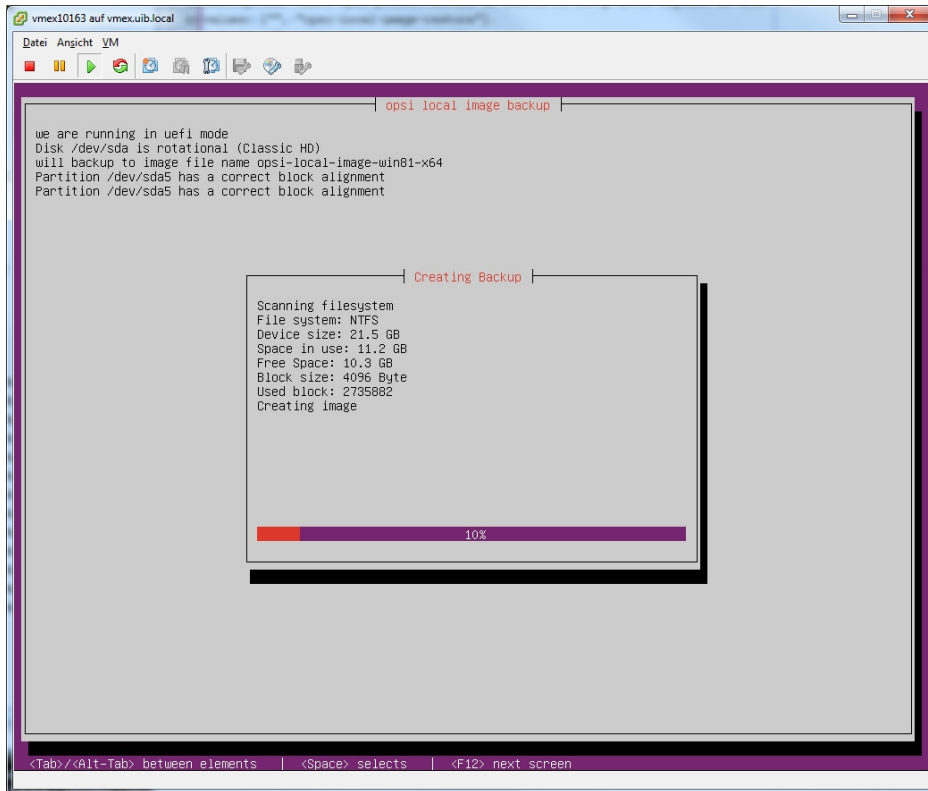 vmex10163 auf vmex.uib.local
Datei Ansicht VM
opsi local image backup
we are running in uefi mode
Disk /dev/sda is rotational (Classic HD)
will backup to image file name opsi-local-image-win81-x64
Partition /dev/sda5 has a correct block alignment
Partition /dev/sda5 has a correct block alignment
Creating Backup
Scanning filesystem
File system: NTFS
Device size: 21.5 GB
Space in use: 11.2 GB
Free Space: 10.3 GB
Block size: 4096 Byte
Used block: 2735882
Creating image
10%
<Tab>/<Alt-Tab> between elements | <Space> selects | <F12> next screen